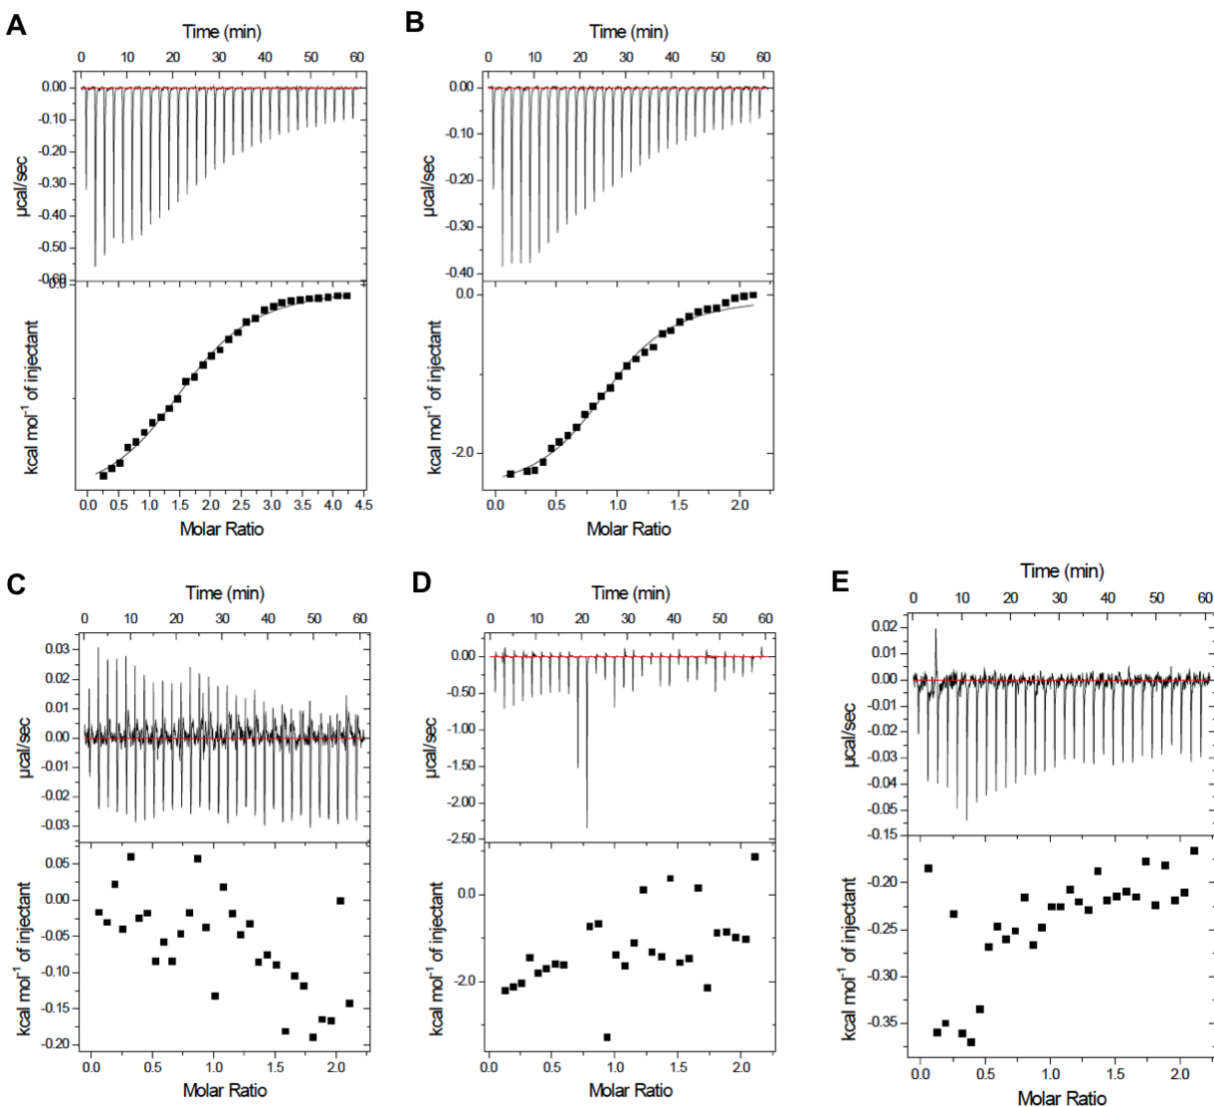 A
Time (min)
0 10 20 30 40 50 60
0.00
-0.10
-0.20
-0.30
-0.40
-0.50
-0.60
µcal/sec
0.0
kcal mol⁻¹ of injectant
0.0 0.5 1.0 1.5 2.0 2.5 3.0 3.5 4.0 4.5
Molar Ratio
B
Time (min)
0 10 20 30 40 50 60
0.00
-0.10
-0.20
-0.30
-0.40
µcal/sec
0.0
-2.0
kcal mol⁻¹ of injectant
0.0 0.5 1.0 1.5 2.0
Molar Ratio
C
Time (min)
0 10 20 30 40 50 60
0.03
0.02
0.01
0.00
-0.01
-0.02
-0.03
µcal/sec
0.05
0.00
-0.05
-0.10
-0.15
-0.20
kcal mol⁻¹ of injectant
0.0 0.5 1.0 1.5 2.0
Molar Ratio
D
Time (min)
0 10 20 30 40 50 60
0.00
-0.50
-1.00
-1.50
-2.00
-2.50
µcal/sec
0.0
-2.0
kcal mol⁻¹ of injectant
0.0 0.5 1.0 1.5 2.0
Molar Ratio
E
Time (min)
0 10 20 30 40 50 60
0.02
0.00
-0.01
-0.03
-0.04
-0.05
µcal/sec
-0.15
-0.20
-0.25
-0.30
-0.35
kcal mol⁻¹ of injectant
0.0 0.5 1.0 1.5 2.0
Molar Ratio